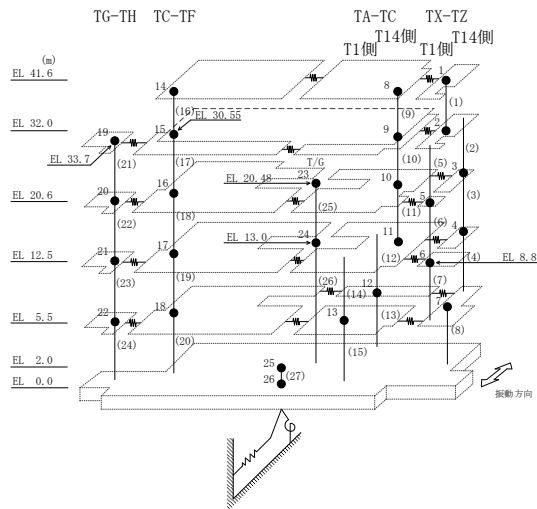 TG-TH TC-TF TA-TC TX-TZ
T1側 T14側 T1側 T14側
(m)
EL 41.6
14 8 1
(16) (9) (1)
EL 30.55
EL 32.0
19 15 9 2
(10) (2)
EL 33.7
(21) (17)
T/G
EL 20.48 23
16 10 (5) 3
EL 20.6
20 (11) 5 (3)
(22) (18) (25) (6)
EL 13.0 24
11 4
EL 12.5
21 17 (12) 6 (4) EL 8.8
(23) (19) (26) (14) 12 (7)
EL 5.5
22 18 13 (13) 7
(24) (20) (15) (8)
EL 2.0
25
EL 0.0
26 (27)
振動方向